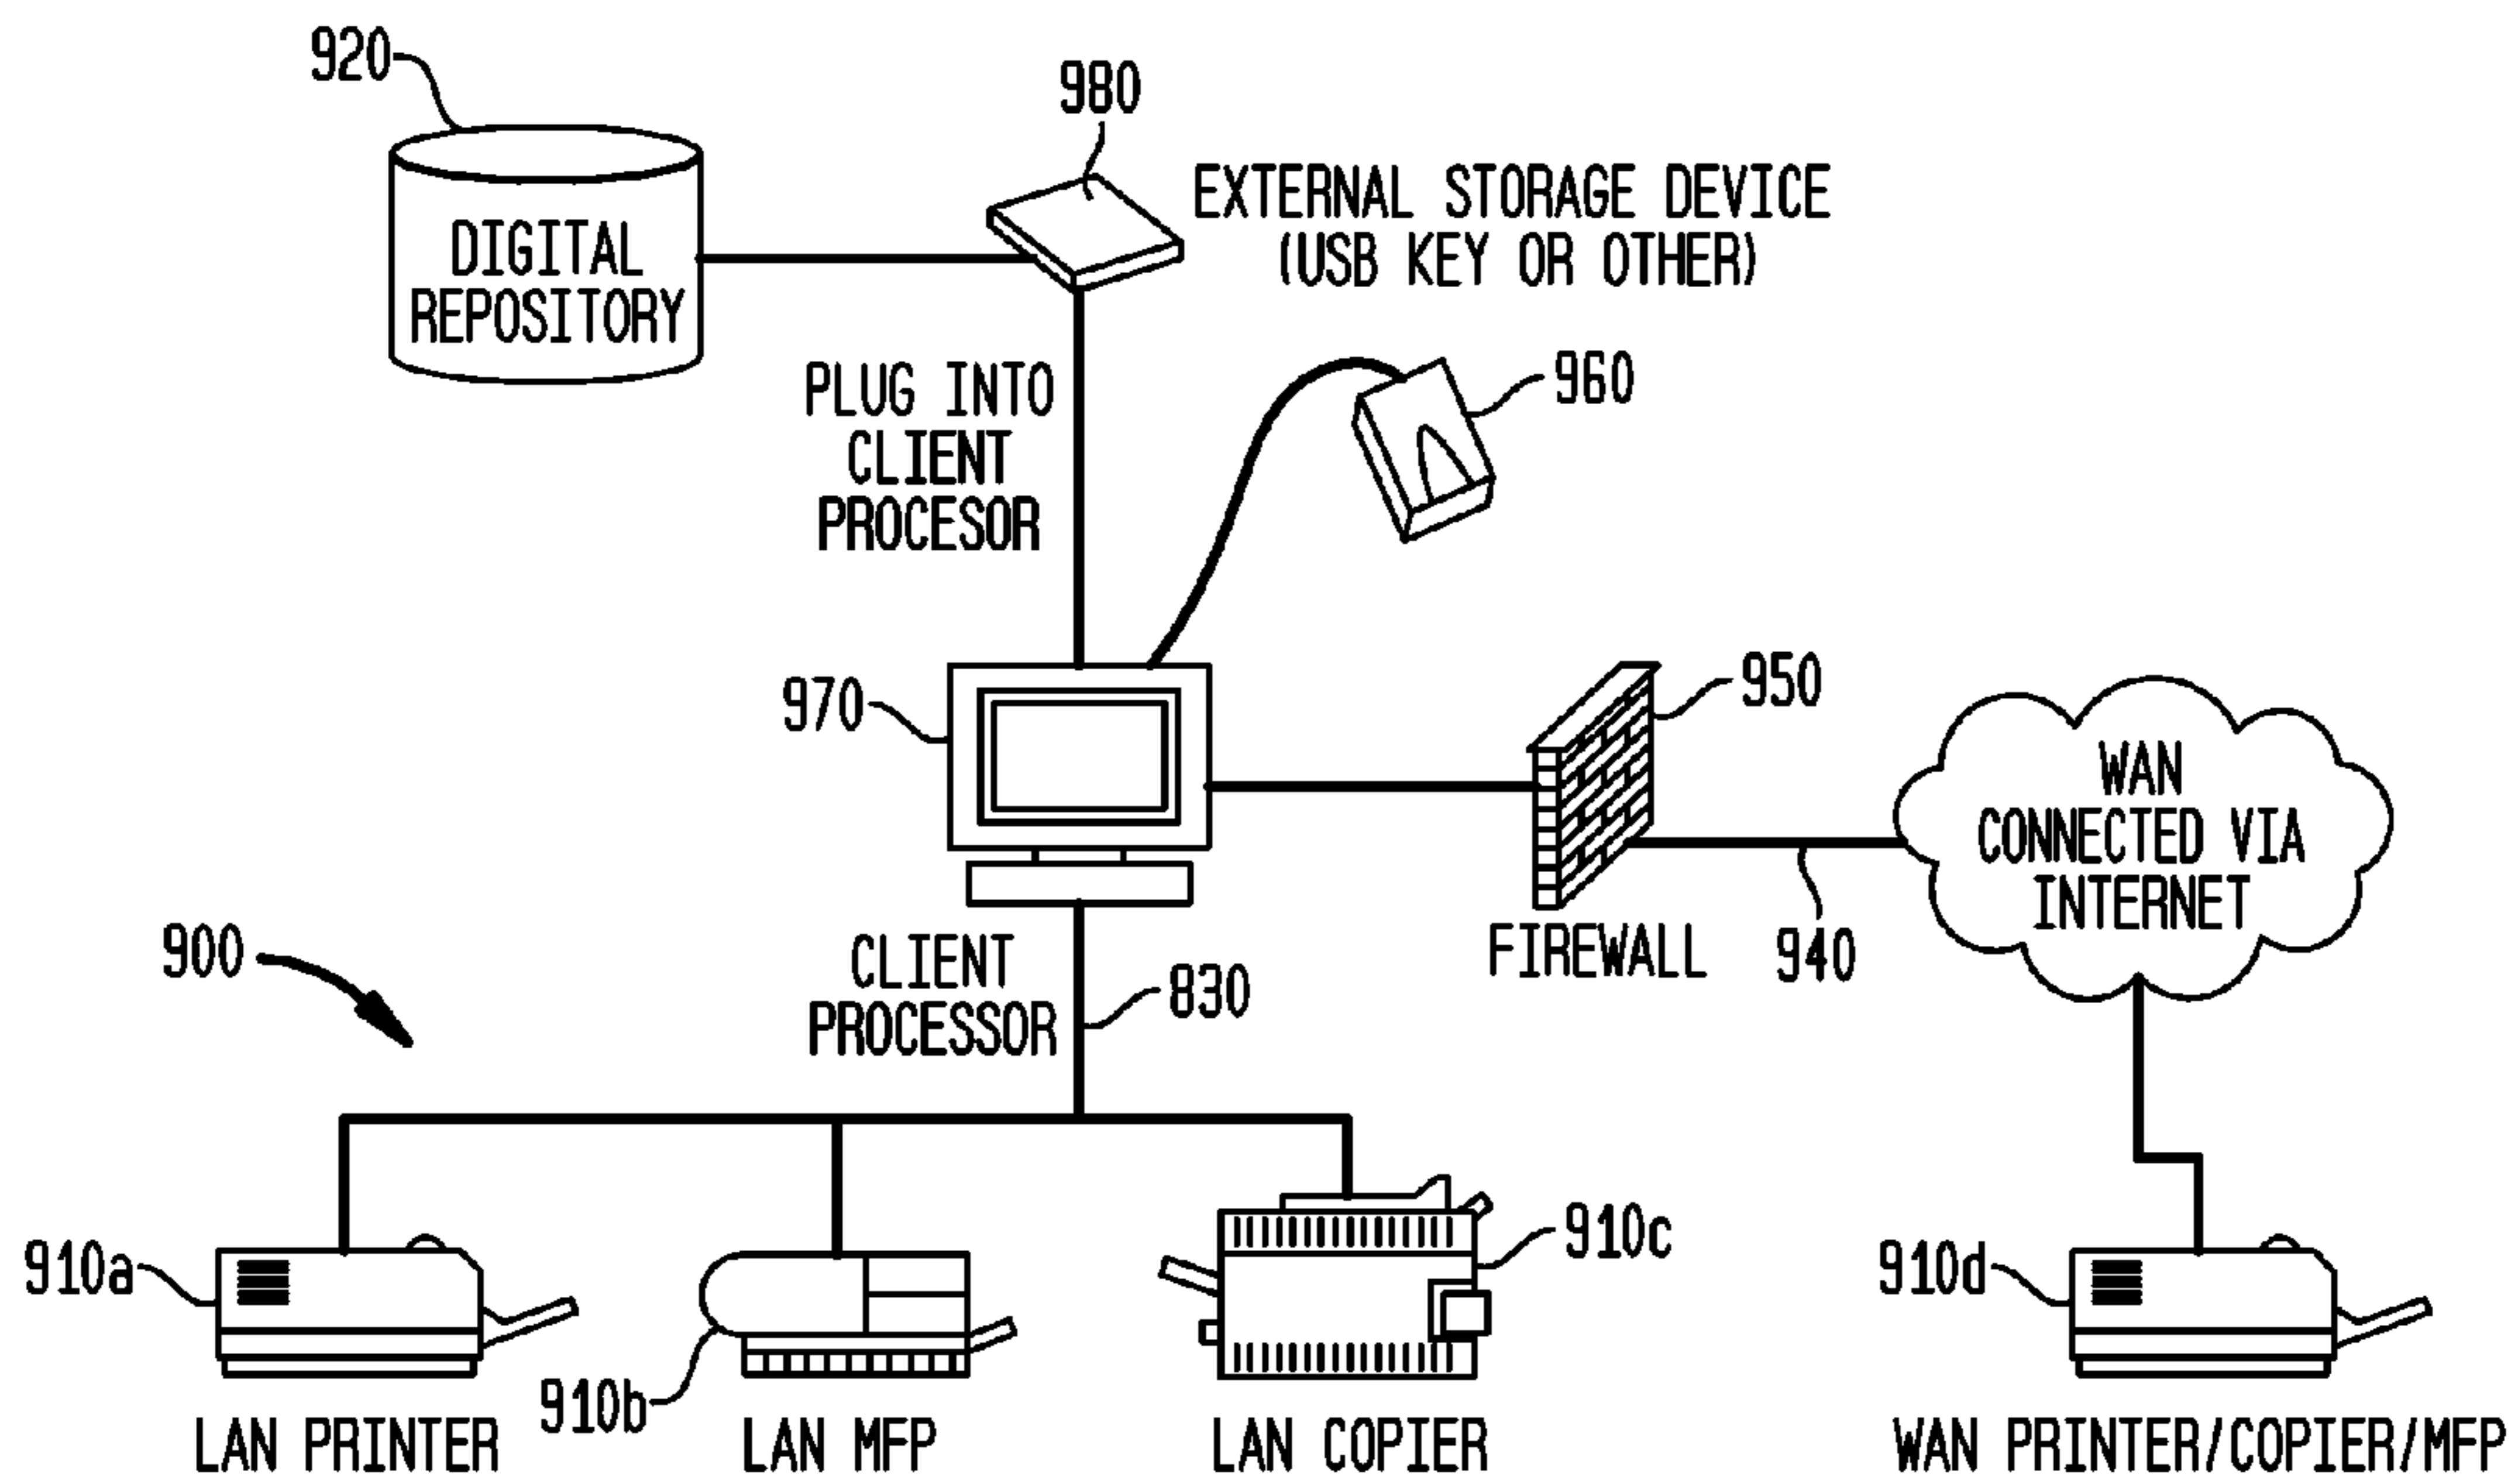 920
980
EXTERNAL STORAGE DEVICE
(USB KEY OR OTHER)
DIGITAL
REPOSITORY
PLUG INTO
CLIENT
PROCESOR
960
970
950
WAN
CONNECTED VIA
INTERNET
FIREWALL
940
900
CLIENT
PROCESSOR
830
910a
910b
910c
910d
LAN PRINTER
LAN MFP
LAN COPIER
WAN PRINTER/COPIER/MFP